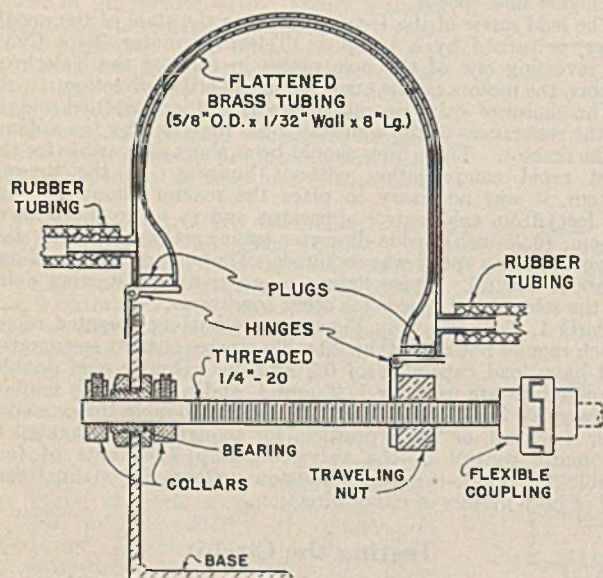 FLATTENED
BRASS TUBING
(5/8" O.D. x 1/32" Wall x 8" Lg.)
RUBBER
TUBING
RUBBER
TUBING
PLUGS
HINGES
THREADED
1/4"-20
BEARING
COLLARS
TRAVELING
NUT
FLEXIBLE
COUPLING
BASE